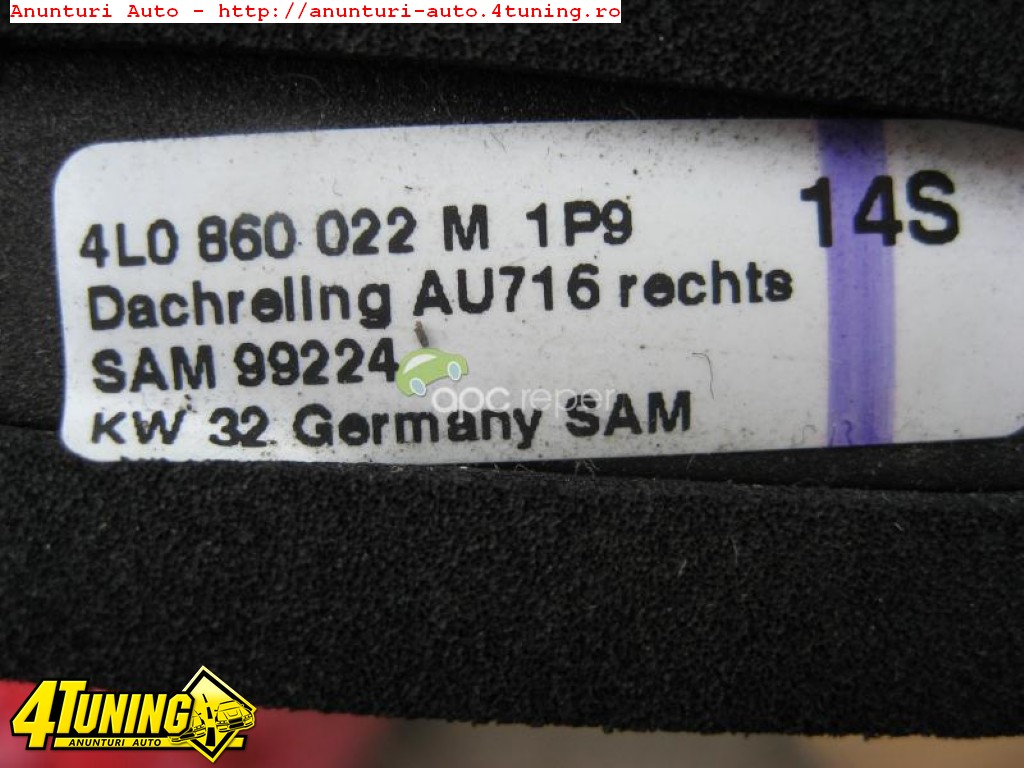 Anunturi Auto - http://anunturi-auto.4tuning.ro
14S
4L0 860 022 M 1P9
Dachreling AU716 rechts
SAM 99224
KW 32 Germany SAM
apc reper
4TUNING
ANUNTURI AUTO